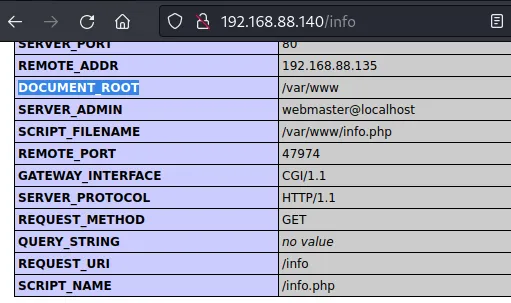 192.168.88.140/info
SERVER_PORT 80
REMOTE_ADDR 192.168.88.135
DOCUMENT_ROOT /var/www
SERVER_ADMIN webmaster@localhost
SCRIPT_FILENAME /var/www/info.php
REMOTE_PORT 47974
GATEWAY_INTERFACE CGI/1.1
SERVER_PROTOCOL HTTP/1.1
REQUEST_METHOD GET
QUERY_STRING no value
REQUEST_URI /info
SCRIPT_NAME /info.php